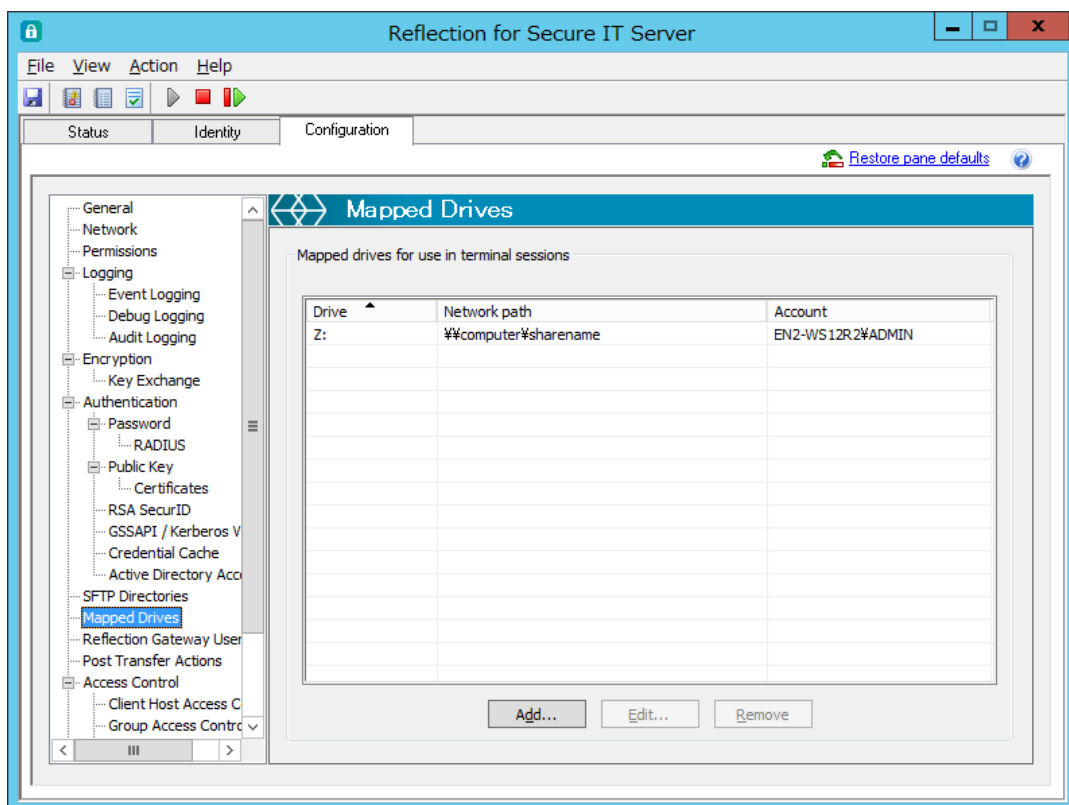 Reflection for Secure IT Server
File View Action Help
Status Identity Configuration
Restore pane defaults
General
Network
Permissions
Logging
Event Logging
Debug Logging
Audit Logging
Encryption
Key Exchange
Authentication
Password
RADIUS
Public Key
Certificates
RSA SecurID
GSSAPI / Kerberos V
Credential Cache
Active Directory Acc
SFTP Directories
Mapped Drives
Reflection Gateway User
Post Transfer Actions
Access Control
Client Host Access C
Group Access Contro
Mapped Drives
Mapped drives for use in terminal sessions
Drive Network path Account
Z: ¥¥computer¥sharename EN2-WS12R2¥ADMIN
Add... Edit... Remove